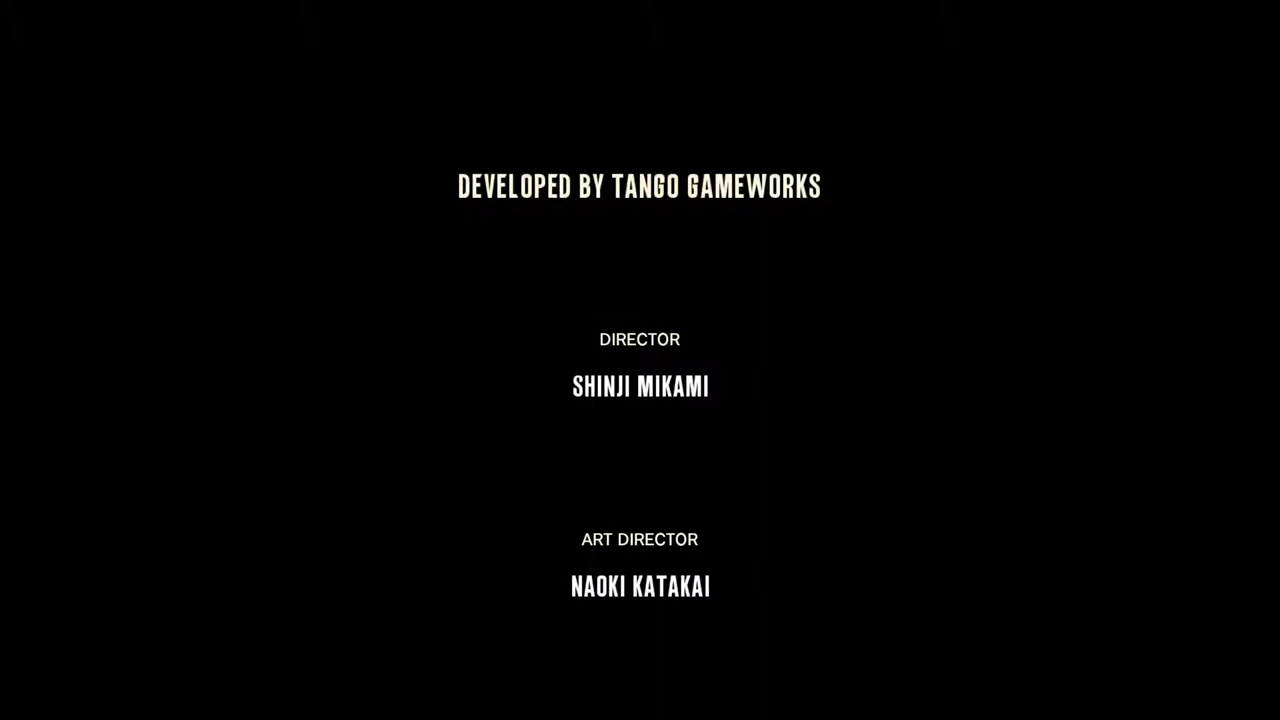 DEVELOPED BY TANGO GAMEWORKS
DIRECTOR
SHINJI MIKAMI
ART DIRECTOR
NAOKI KATAKAI